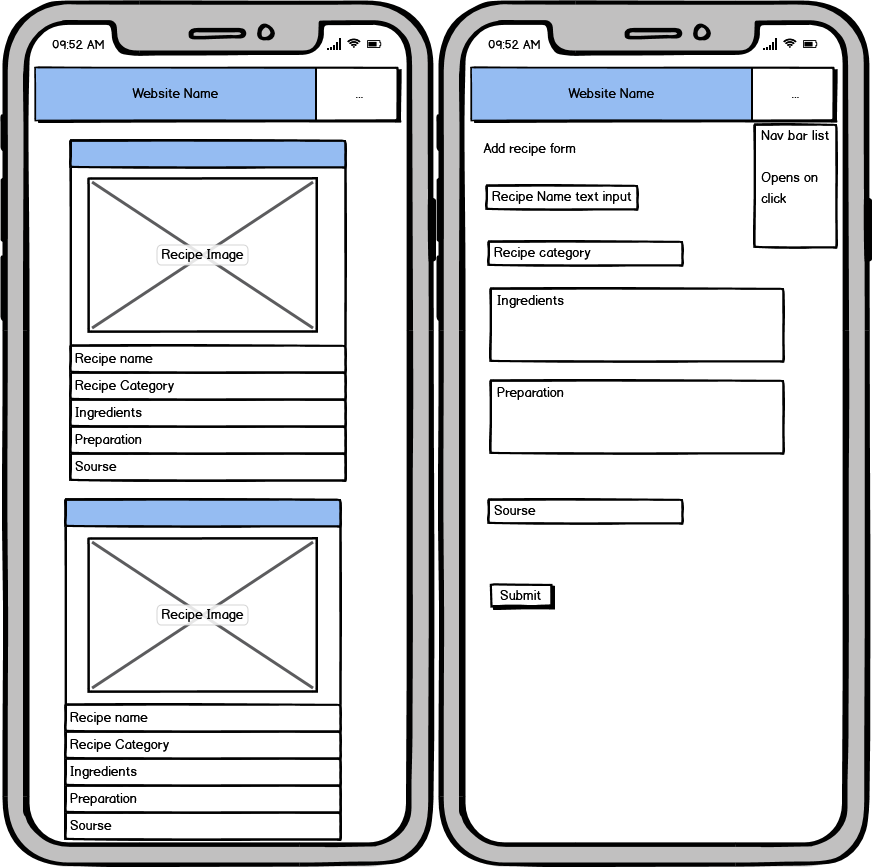 09:52 AM
Website Name
...
Recipe Image
Recipe name
Recipe Category
Ingredients
Preparation
Sourse
Recipe Image
Recipe name
Recipe Category
Ingredients
Preparation
Sourse
09:52 AM
Website Name
...
Nav bar list
Opens on
click
Add recipe form
Recipe Name text input
Recipe category
Ingredients
Preparation
Sourse
Submit